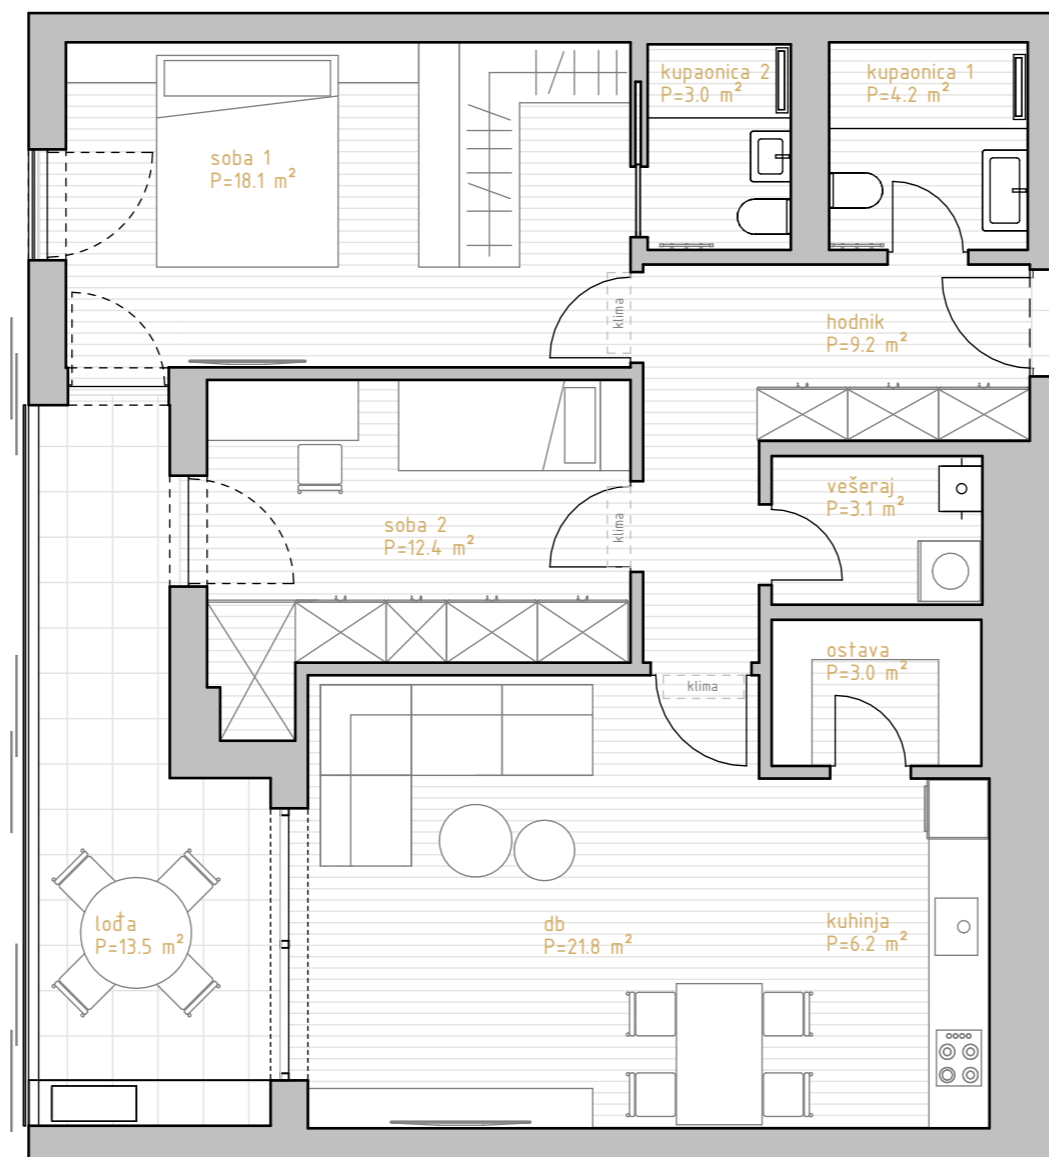 kupaonica 2
P=3.0 m²
kupaonica 1
P=4.2 m²
soba 1
P=18.1 m²
klima
hodnik
P=9.2 m²
vešeraj
P=3.1 m²
soba 2
P=12.4 m²
klima
ostava
P=3.0 m²
klima
lođa
P=13.5 m²
db
P=21.8 m²
kuhinja
P=6.2 m²